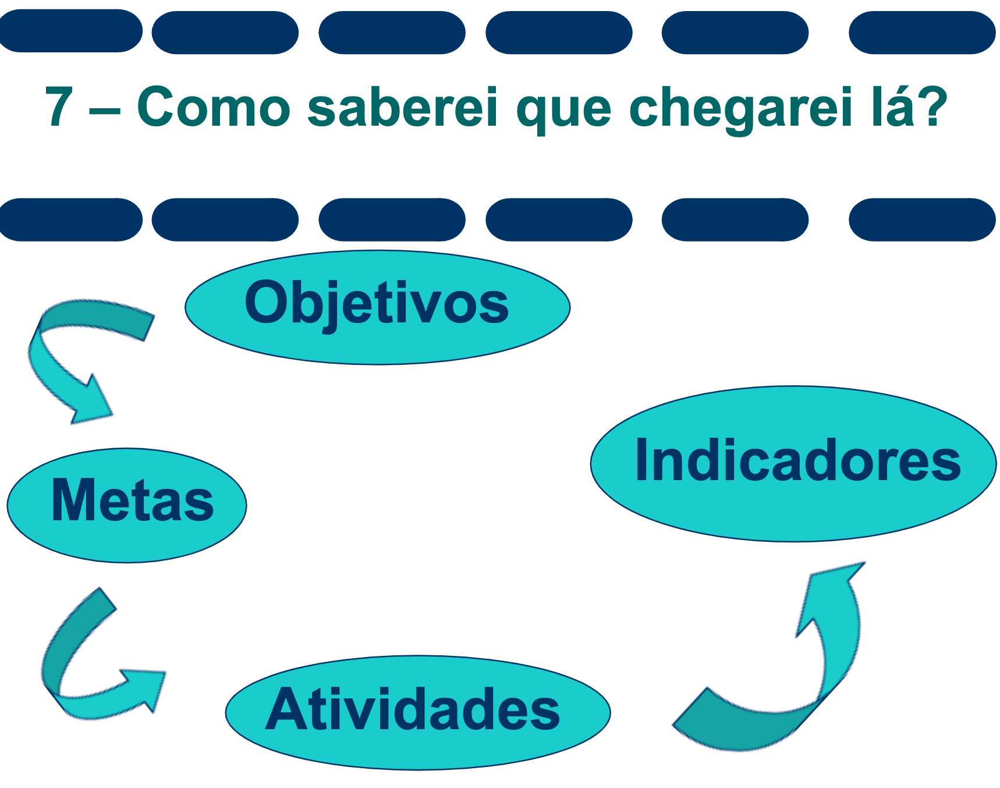 7 – Como saberei que chegarei lá?
Objetivos
Indicadores
Metas
Atividades